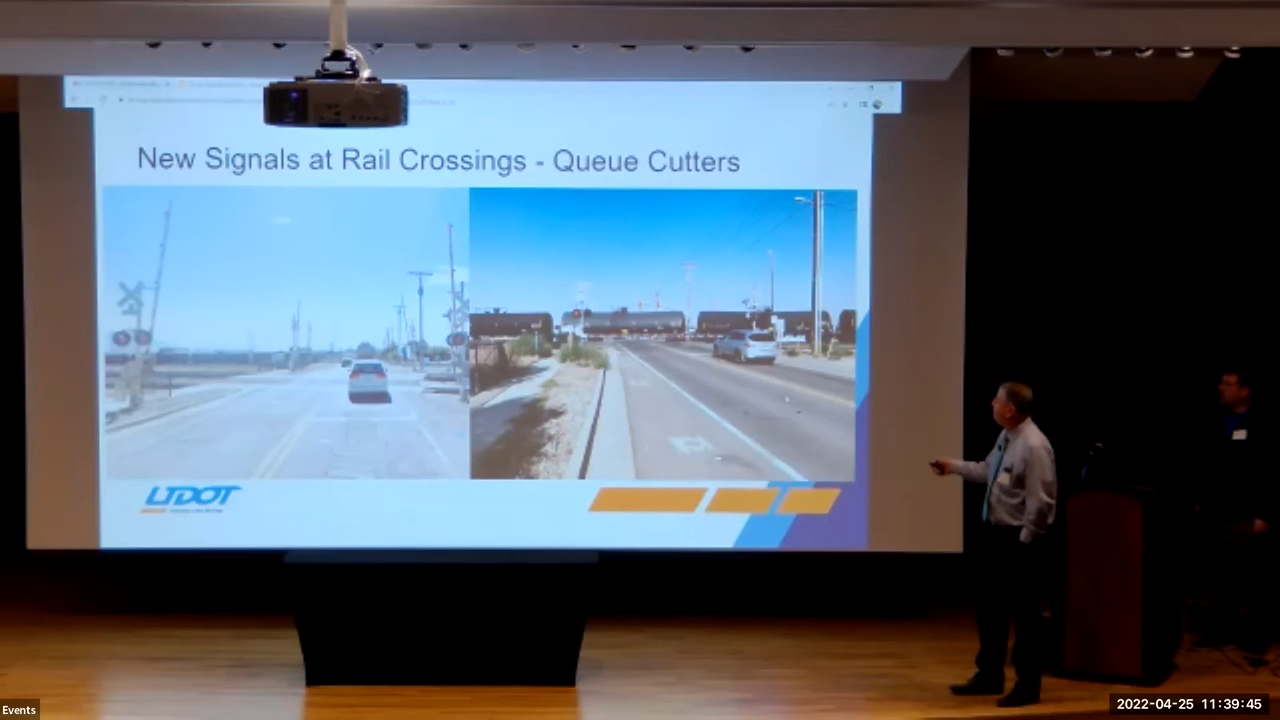 New Signals at Rail Crossings - Queue Cutters
UDOT
Events
2022-04-25 11:39:45